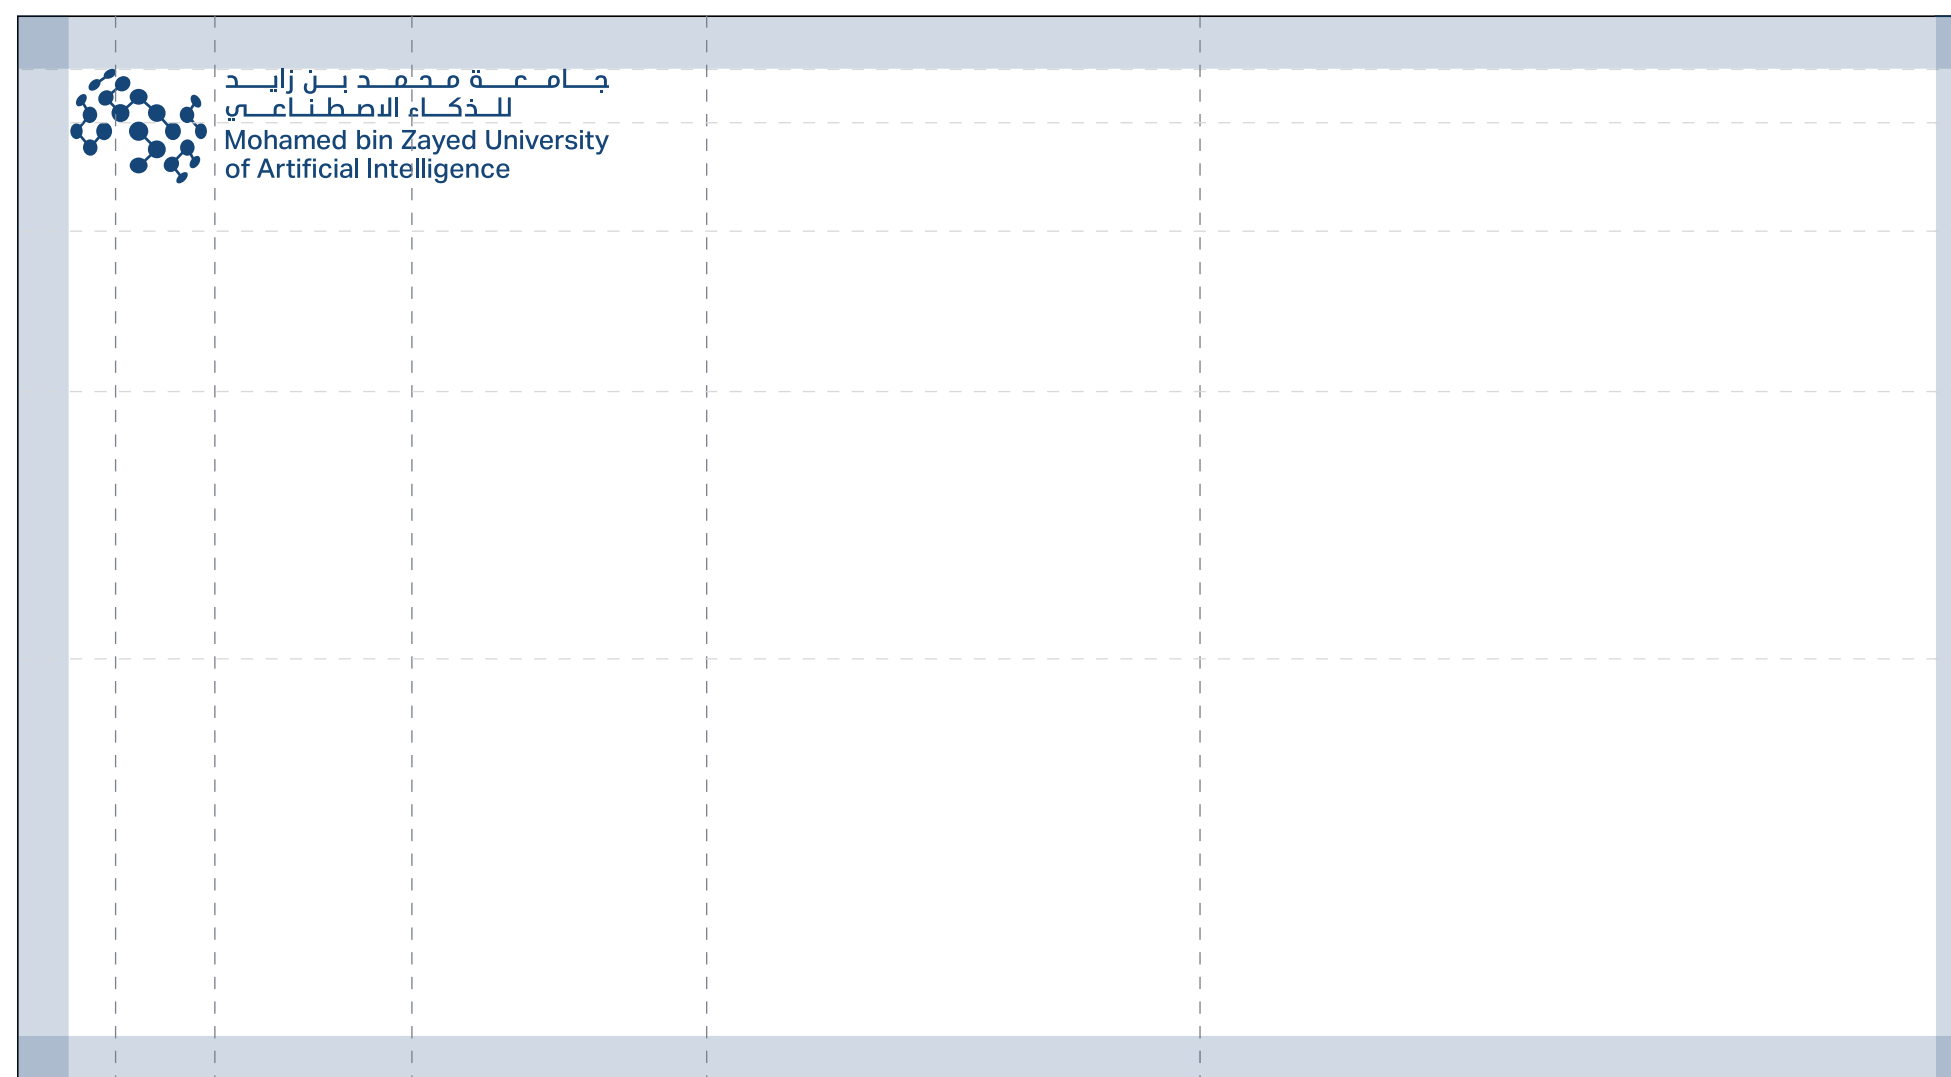 جامعة محمد بن زايد
للذكاء الاصطناعي
Mohamed bin Zayed University
of Artificial Intelligence